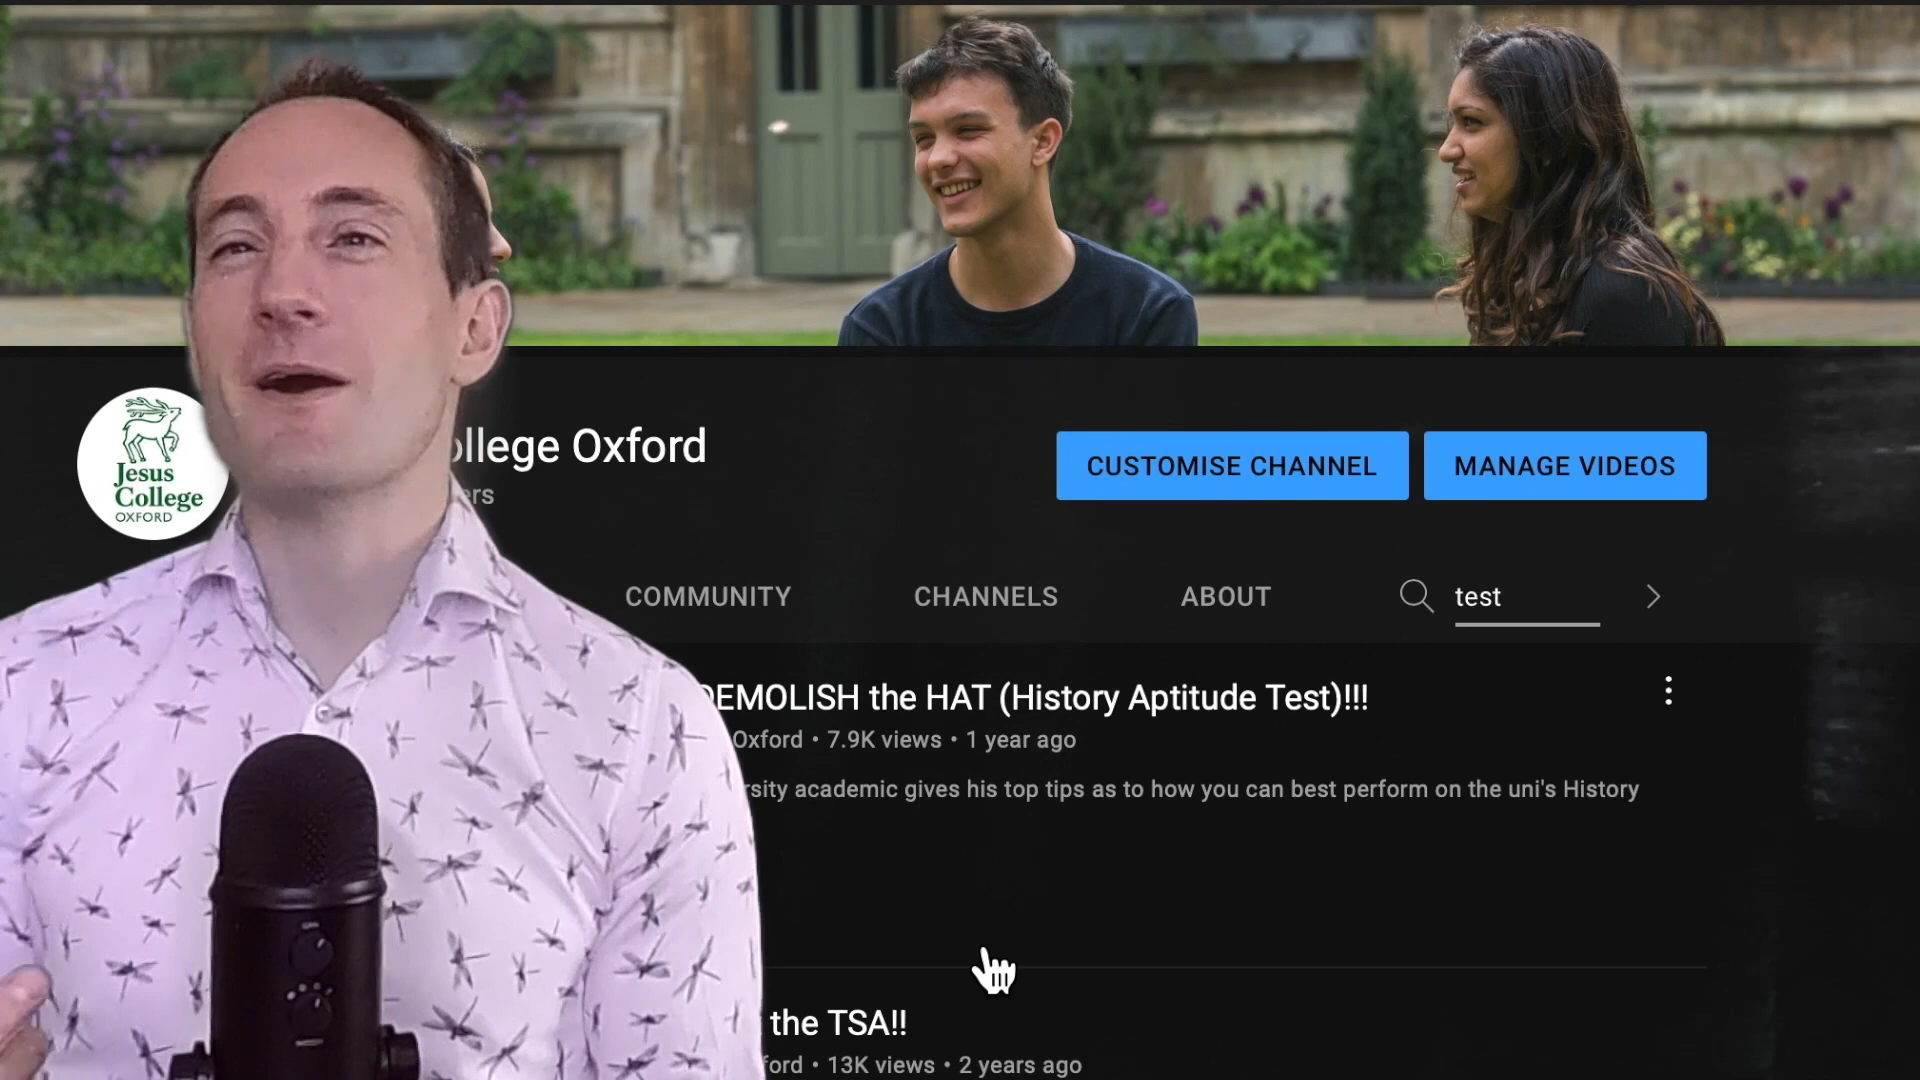 Jesus
College
OXFORD
ollege Oxford
ers
CUSTOMISE CHANNEL
MANAGE VIDEOS
COMMUNITY
CHANNELS
ABOUT
test
DEMOLISH the HAT (History Aptitude Test)!!!
Oxford • 7.9K views • 1 year ago
rsity academic gives his top tips as to how you can best perform on the uni's History
the TSA!!
ford • 13K views • 2 years ago